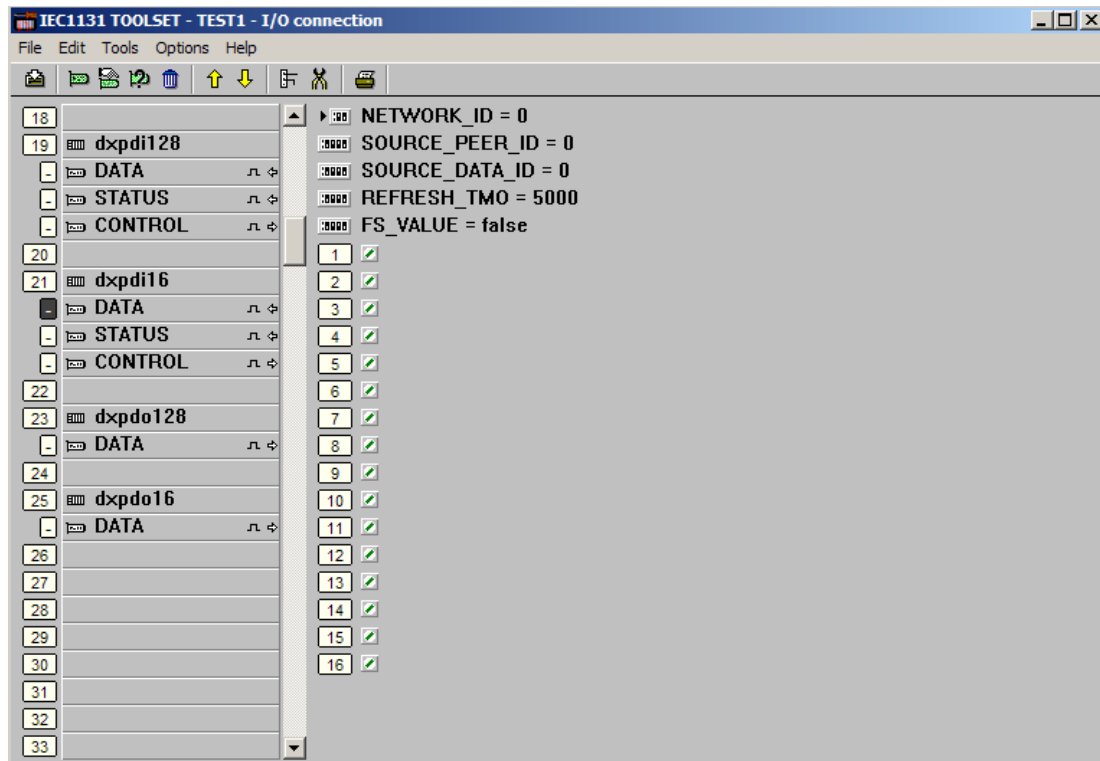 IEC1131 TOOLSET - TEST1 - I/O connection
File Edit Tools Options Help
18
19 dxpdi128
- DATA
- STATUS
- CONTROL
20
21 dxpdi16
- DATA
- STATUS
- CONTROL
22
23 dxpdo128
- DATA
24
25 dxpdo16
- DATA
26
27
28
29
30
31
32
33
NETWORK_ID = 0
SOURCE_PEER_ID = 0
SOURCE_DATA_ID = 0
REFRESH_TMO = 5000
FS_VALUE = false
1
2
3
4
5
6
7
8
9
10
11
12
13
14
15
16